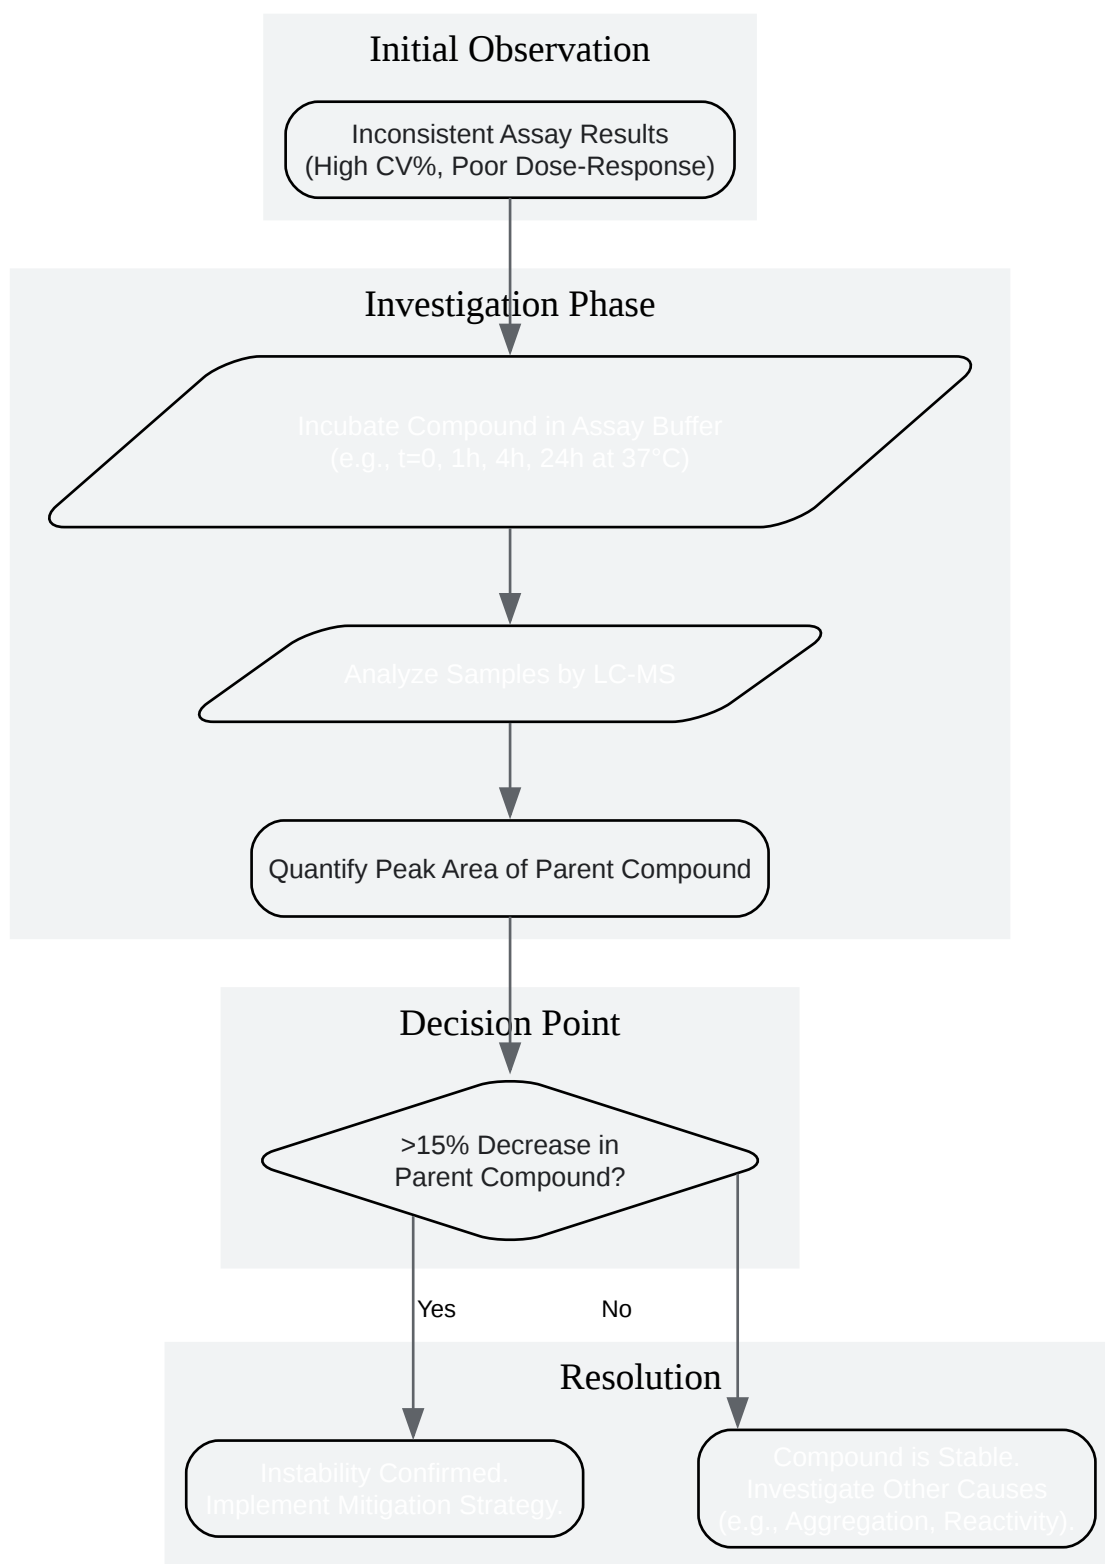 Initial Observation
Inconsistent Assay Results
(High CV%, Poor Dose-Response)
Investigation Phase
Incubate Compound in Assay Buffer
(e.g., t=0, 1h, 4h, 24h at 37°C)
Analyze Samples by LC-MS
Quantify Peak Area of Parent Compound
Decision Point
>15% Decrease in
Parent Compound?
Yes
No
Resolution
Instability Confirmed.
Implement Mitigation Strategy.
Compound is Stable.
Investigate Other Causes
(e.g., Aggregation, Reactivity).